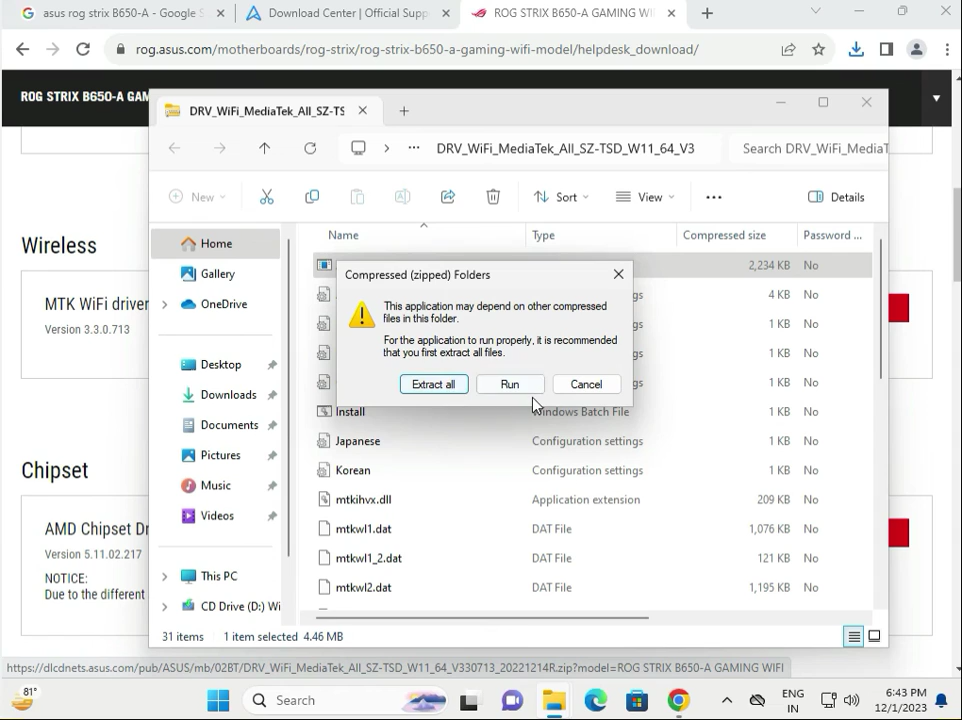 asus rog strix B650-A - Google S
Download Center | Official Supp
ROG STRIX B650-A GAMING WI
rog.asus.com/motherboards/rog-strix/rog-strix-b650-a-gaming-wifi-model/helpdesk_download/
ROG STRIX B650-A GAM
DRV_WiFi_MediaTek_All_SZ-TS
DRV_WiFi_MediaTek_All_SZ-TSD_W11_64_V3
Search DRV_WiFi_MediaT
New
Sort
View
Details
Name
Type
Compressed size
Password ...
Wireless
MTK WiFi driver
Version 3.3.0.713
Chipset
AMD Chipset Dr
Version 5.11.02.217
NOTICE:
Due to the different
Home
Gallery
OneDrive
Desktop
Downloads
Documents
Pictures
Music
Videos
This PC
CD Drive (D:) Wi
2,234 KB No
gs 4 KB No
gs 1 KB No
gs 1 KB No
gs 1 KB No
Compressed (zipped) Folders
This application may depend on other compressed
files in this folder.
For the application to run properly, it is recommended
that you first extract all files.
Extract all
Run
Cancel
Install Windows Batch File 1 KB No
Japanese Configuration settings 1 KB No
Korean Configuration settings 1 KB No
mtkihvx.dll Application extension 209 KB No
mtkwl1.dat DAT File 1,076 KB No
mtkwl1_2.dat DAT File 121 KB No
mtkwl2.dat DAT File 1,195 KB No
31 items 1 item selected 4.46 MB
https://dlcdnets.asus.com/pub/ASUS/mb/02BT/DRV_WiFi_MediaTek_All_SZ-TSD_W11_64_V330713_20221214R.zip?model=ROG STRIX B650-A GAMING WIFI
81°
Search
ENG
IN
6:43 PM
12/1/2023